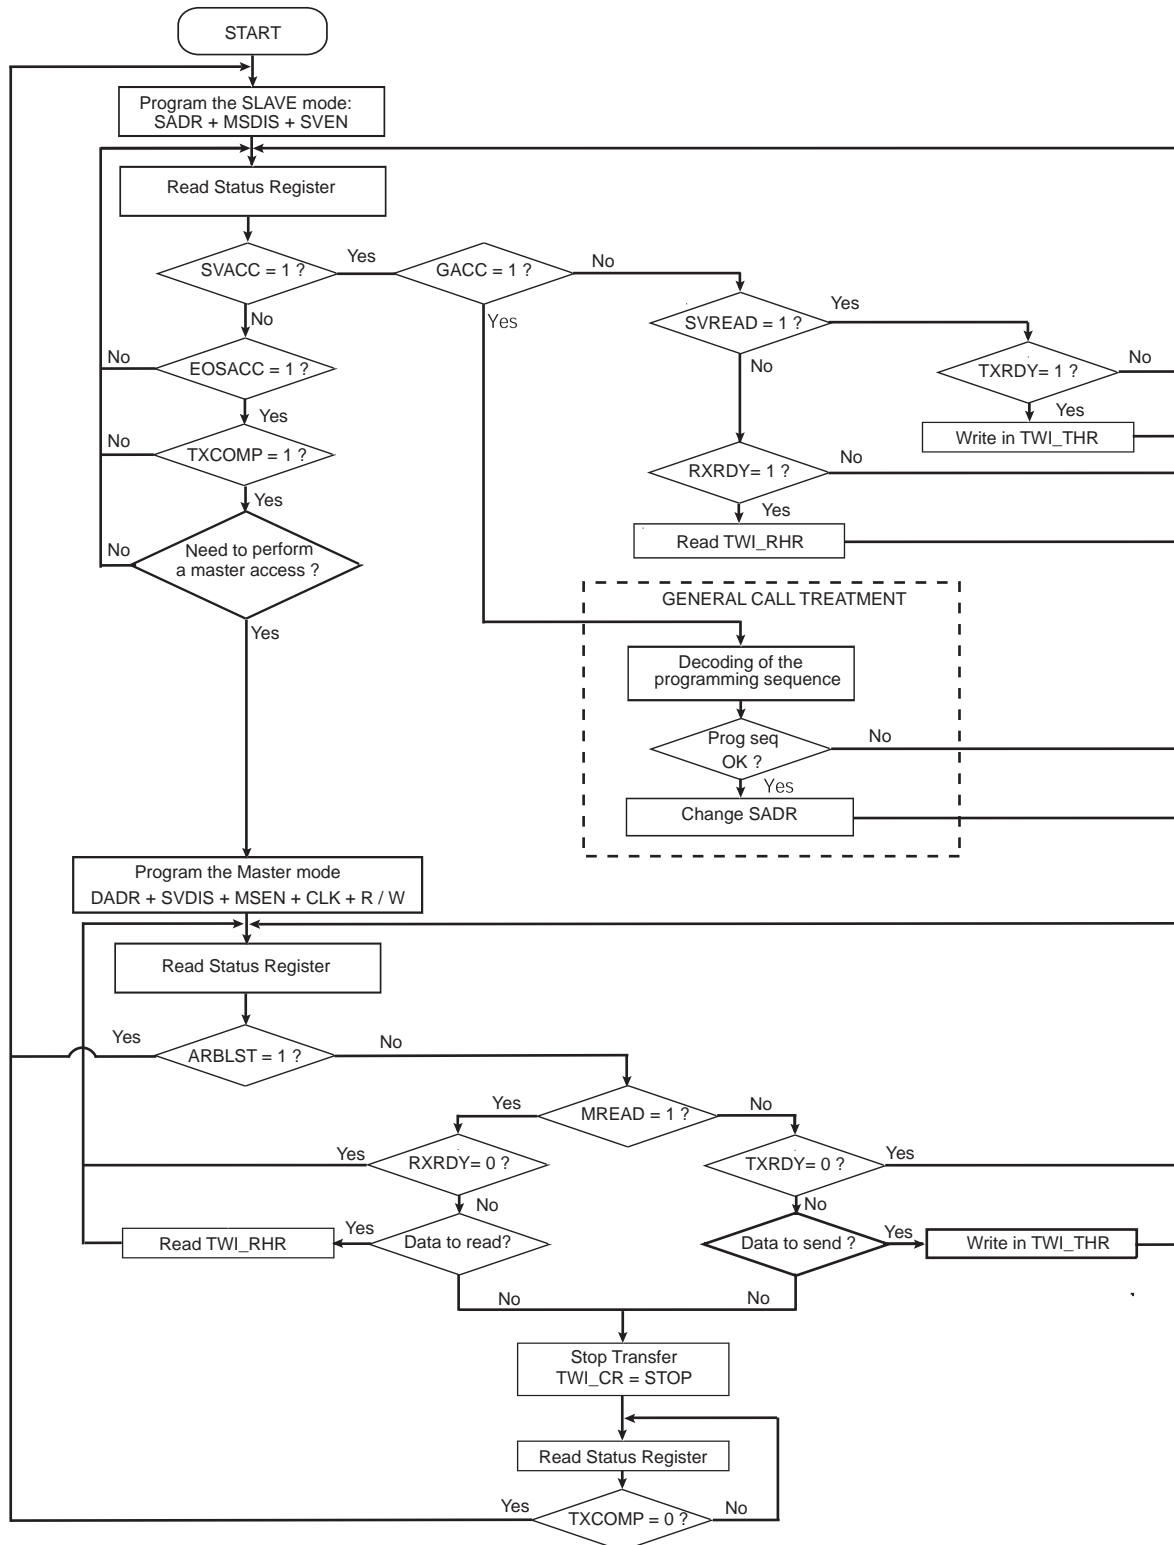 START
Program the SLAVE mode:
SADR + MSDIS + SVEN
Read Status Register
SVACC = 1 ?
Yes
GACC = 1 ?
No
SVREAD = 1 ?
Yes
No
Yes
EOSACC = 1 ?
No
No
TXRDY= 1 ?
No
Yes
Yes
Write in TWI_THR
TXCOMP = 1 ?
No
RXRDY= 1 ?
No
Yes
Yes
Read TWI_RHR
Need to perform
a master access ?
No
Yes
GENERAL CALL TREATMENT
Decoding of the
programming sequence
Prog seq
OK ?
No
Yes
Change SADR
Program the Master mode
DADR + SVDIS + MSEN + CLK + R / W
Read Status Register
Yes
ARBLST = 1 ?
No
Yes
MREAD = 1 ?
No
Yes
RXRDY= 0 ?
TXRDY= 0 ?
Yes
No
No
Read TWI_RHR
Yes
Data to read?
Data to send ?
Yes
Write in TWI_THR
No
No
Stop Transfer
TWI_CR = STOP
Read Status Register
Yes
TXCOMP = 0 ?
No